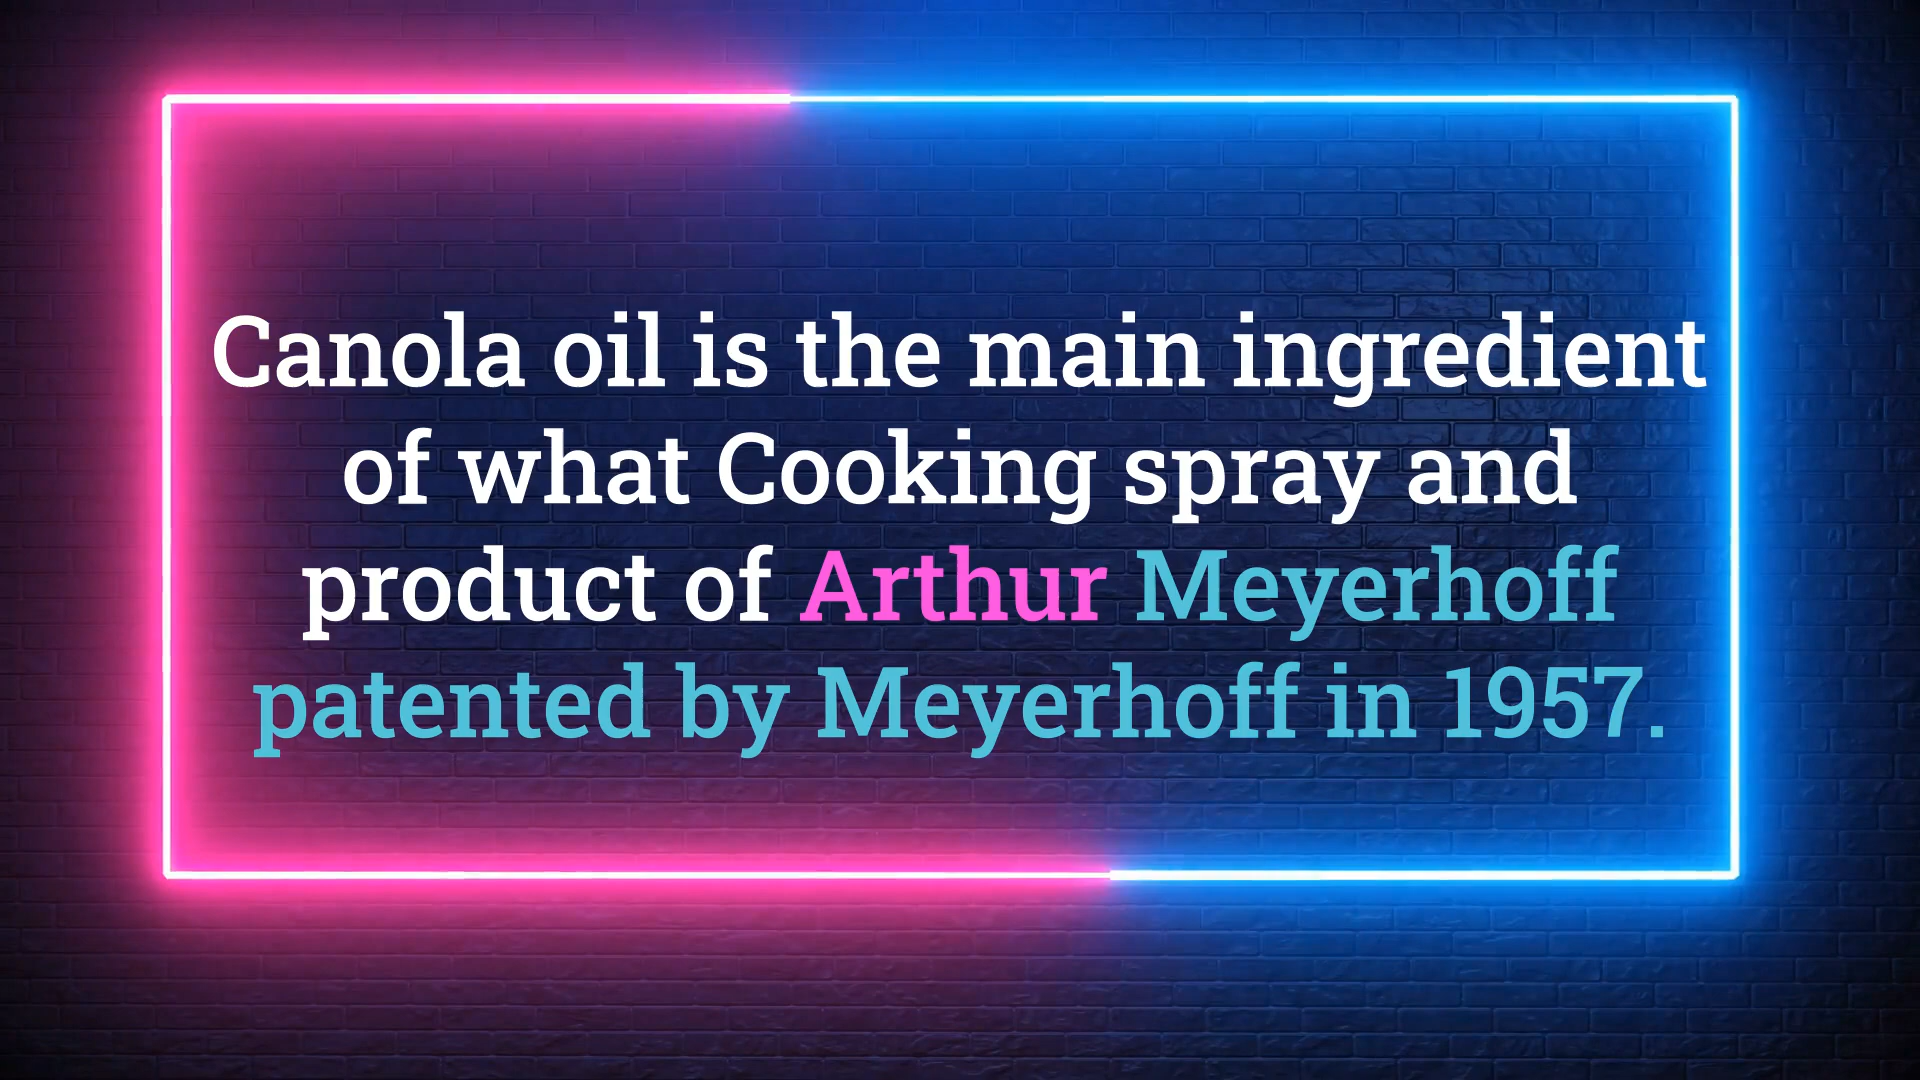 Canola oil is the main ingredient
of what Cooking spray and
product of Arthur Meyerhoff
patented by Meyerhoff in 1957.